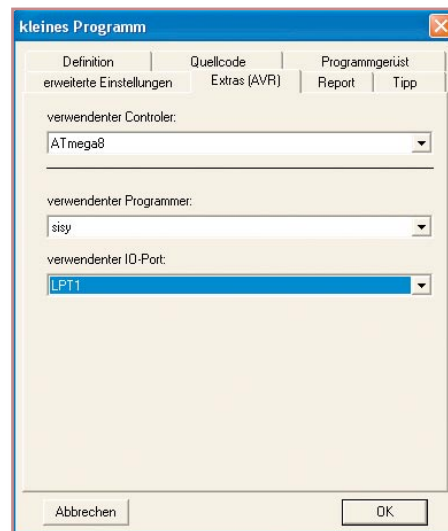 kleines Programm
Definition Quellcode Programmgerüst
erweiterte Einstellungen Extras (AVR) Report Tipp
verwendenter Controler:
ATmega8
verwendenter Programmer:
sisy
verwendenter IO-Port:
LPT1
Abbrechen OK